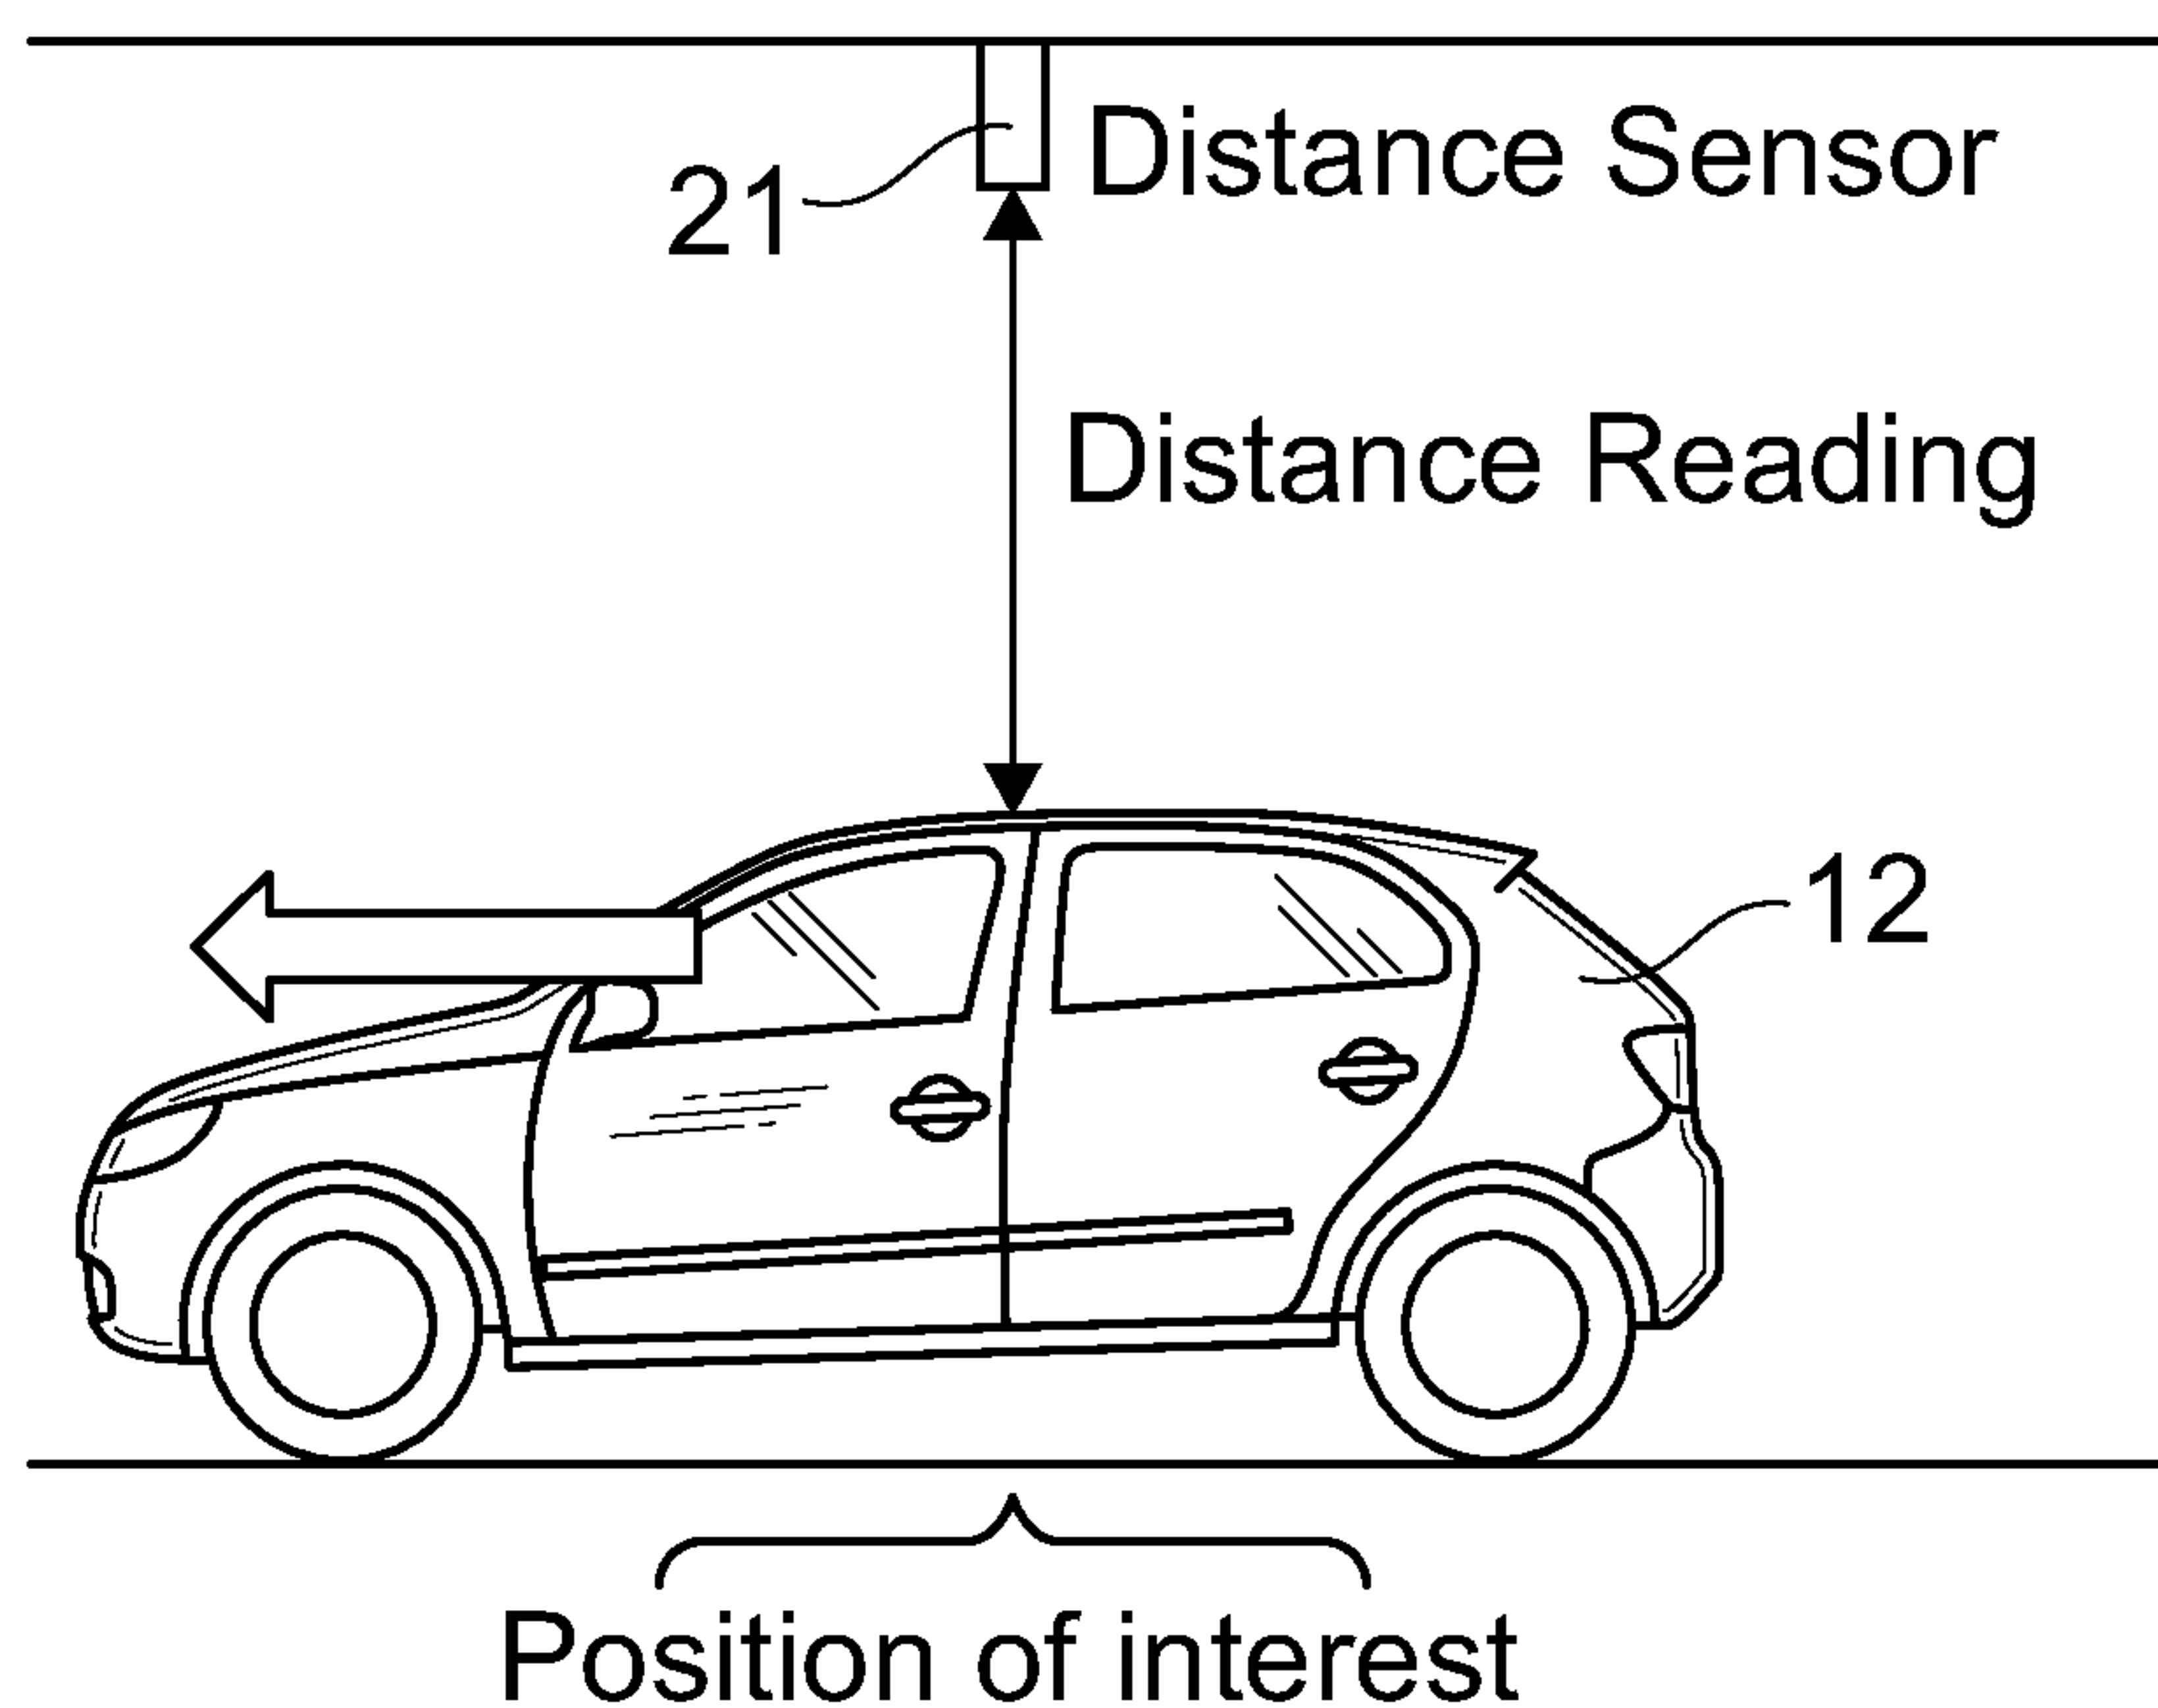 Distance Sensor
21
Distance Reading
12
Position of interest